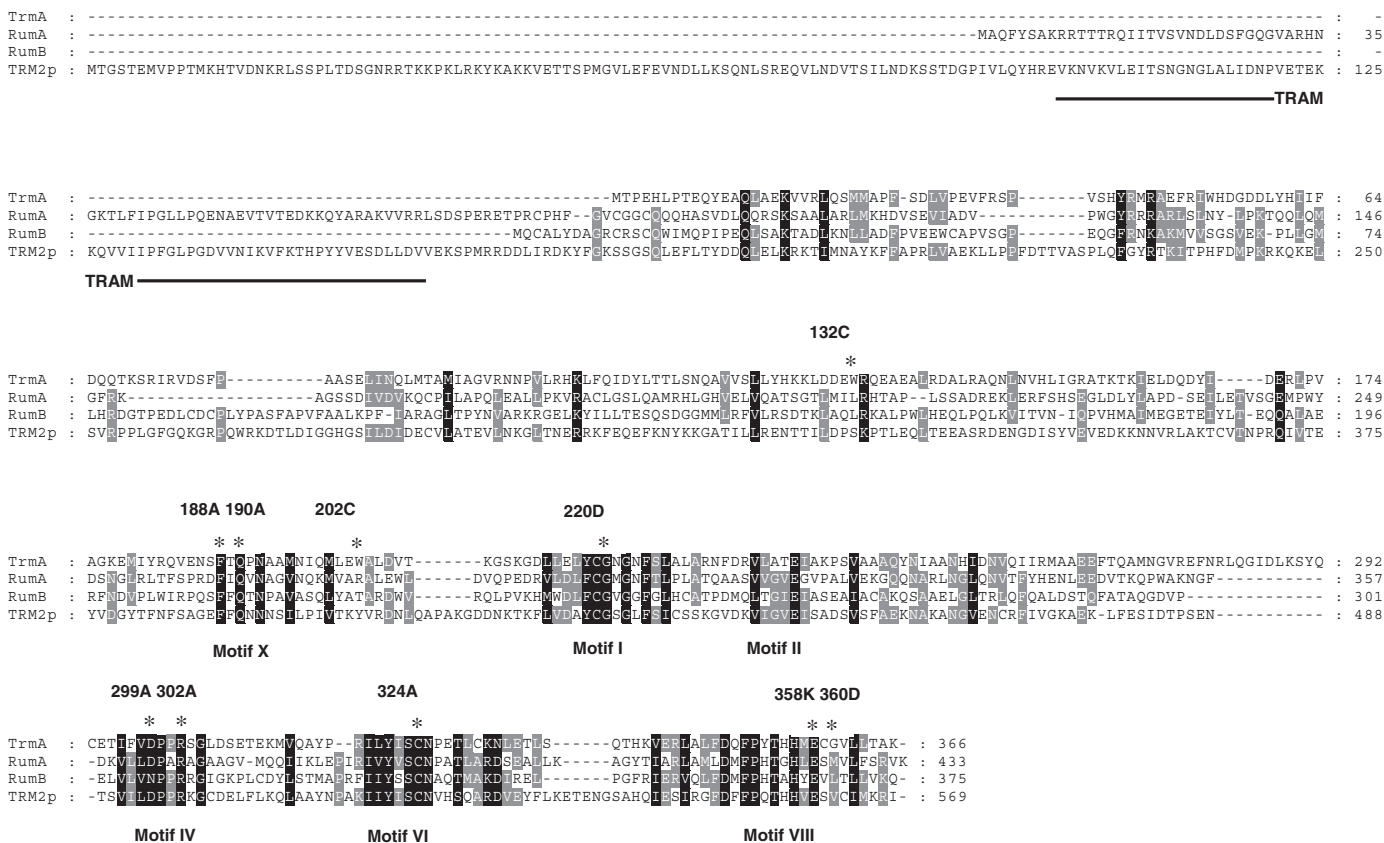 TrmA : -------------------------------------------------------------------------------------------------------------------------- : -
RumA : ------------------------------------------------------------------------------------------MAQFYSAKRRTTTRQIITVSVNDLDSFGQGVARHN : 35
RumB : -------------------------------------------------------------------------------------------------------------------------- : -
TRM2p : MTGSTEMVPPTMKHTVDNKRLSSPLTDSGNRRTKKPKLRKYKAKKVETTSPMGVLEFEVNDLLKSQNLSREQVLNDVTSILNDKSSTDGPIVLQYHREVKNVKVLEITSNGNGLALIDNPVETEK : 125
TRAM
TrmA : -----------------------------------------------------MTPEHLPTEQYEAQLAEKVVRLQSMMAPF-SDLVPEVFRSP-------VSHYRMRAEFRIWHDGDDLYHIIF : 64
RumA : GKTLFIPGLLPQENAEVTVTEDKKQYARAKVVRRLSDSPERETPRCPHF--GVCGGCQQQHASVDLQQRSKSAALARLMKHDVSEVIADV----------PWGYRRRARLSLNY-LPKTQQLQM : 146
RumB : -------------------------------------------MQCALYDAGRCRSCQWIMQPIPEQLSAKTADLKNLLADFPVEEWCAPVSGP-------EQGFRNKAKMVVSGSVEK-PLLGM : 74
TRM2p : KQVVIIPFGLPGDVVNIKVFKTHPYYVESDLLDVVEKSPMRRDDLIRDKYFGKSSGSQLEFLTYDDQLELKRKTIMNAYKFFAPRLVAEKLLPPFDTTVASPLQFGYRTKITPHFDMPKRKQKEL : 250
TRAM
132C
*
TrmA : DQQTKSRIRVDSFP----------AASELINQLMTAMIAGVRNNPVLRHKLFQIDYLTTLSNQAVVSLLYHKKLDDEWRQEAEALRDALRAQNLNVHLIGRATKTKIELDQDYI-----DERLPV : 174
RumA : GFRK--------------------AGSSDIVDVKQCPILAPQLEALLPKVRACLGSLQAMRHLGHVELVQATSGTLMILRHTAP--LSSADREKLERFSHSEGLDLYLAPD-SEILETVSGEMPWY : 249
RumB : LHRDGTPEDLCDCPLYPASFAPVFAALKPF-IARAGLTPYNVARKRGELKYILLTESQSDGGMMLRFVLRSDTKLAQLRKALPWLHEQLPQLKVITVN-IQPVHMAIMEGETEIYLT-EQQALAE : 196
TRM2p : SVRPPLGFGQKGRPQWRKDTLDIGGHGSILDIDECVLATEVLNKGLTNERRKFEQEFKNYKKGATILLRENTTILDPSKPTLEQLTEEASRDENGDISYVEVEDKKNNVRLAKTCVTNPRQIVTE : 375
188A 190A 202C 220D
* * * *
TrmA : AGKEMIYRQVENSFTQPNAAMNIQMLEWALDVT------KGSKGDLLELYCGNGNFSLALARNFDRVLATEIAKPSVAAAQYNIAANHIDNVQIIRMAAEEFTQAMNGVREFNRLQGIDLKSYQ : 292
RumA : DSNGLRLTFSPRDFIQVNAGVNQKMVARALEWL------DVQPEDRVLDLFCGMGNFTLPLATQAASVVGVEGVPALVEKGQQNARLNGLQNVTFYHENLEEDVTKQPWAKNGF----------- : 357
RumB : RFNDVPLWIRPQSFFQTNPAVASQLYATARDWV------RQLPVKHMWDLFCGVGGFGLHCATPDMQLTGIEIASEAIACAKQSAAELGLTRLQFQALDSTQFATAQGDVP-------------- : 301
TRM2p : YVDGYTFNFSAGEFFQNNNSILPIVTKYVRDNLQAPAKGDDNKTKFLVDAYCGSGLFSICSSKGVDKVIGVEISADSVSFAEKNAKANGVENCRFIVGKAEK-LFESIDTPSEN----------- : 488
Motif X Motif I Motif II
299A 302A 324A 358K 360D
* * * * *
TrmA : CETIFVDPPRSGLDSETEKMVQAYP--RILYISCNPETLCKNLETLS------QTHKVERLALFDQFPYTHHMECGVLLTAK- : 366
RumA : -DKVLLDPARAGAAGV-MQQIIKLEPIRIVYVSCNPATLARDSEALLK-----AGYTIARLAMLDMFPHTGHLESMVLFSRVK : 433
RumB : -ELVLVNPPRRGIGKPLCDYLSTMAPRFIIYSSCNAQTMAKDIREL-------PGFRIERVQLFDMFPHTAHYEVLTLLVKQ- : 375
TRM2p : -TSVILDPPRKGCDELFLKQLAAYNPAKIIYISCNVHSQARDVEYFLKETENGSAHQIESIRGFDFFPQTHHVESVCIMKRI- : 569
Motif IV Motif VI Motif VIII